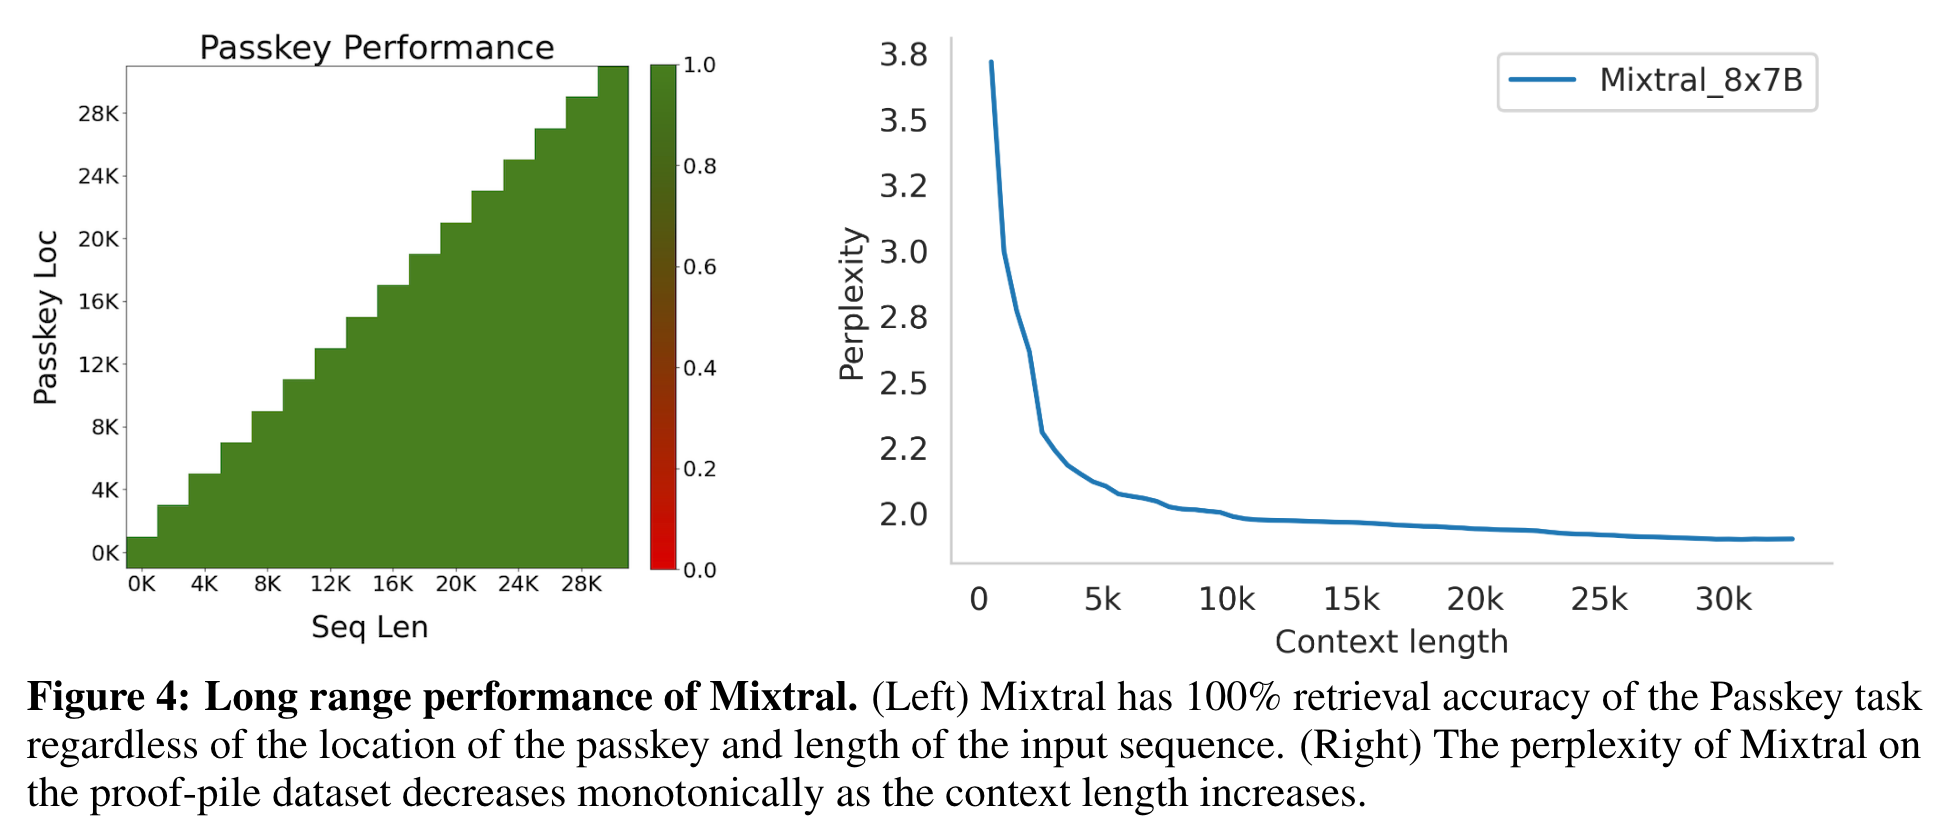 Passkey Performance
Passkey Loc
28K
24K
20K
16K
12K
8K
4K
0K
0K 4K 8K 12K 16K 20K 24K 28K
Seq Len
1.0
0.8
0.6
0.4
0.2
0.0
Perplexity
3.8
3.5
3.2
3.0
2.8
2.5
2.2
2.0
Mixtral_8x7B
0 5k 10k 15k 20k 25k 30k
Context length
Figure 4: Long range performance of Mixtral. (Left) Mixtral has 100% retrieval accuracy of the Passkey task
regardless of the location of the passkey and length of the input sequence. (Right) The perplexity of Mixtral on
the proof-pile dataset decreases monotonically as the context length increases.